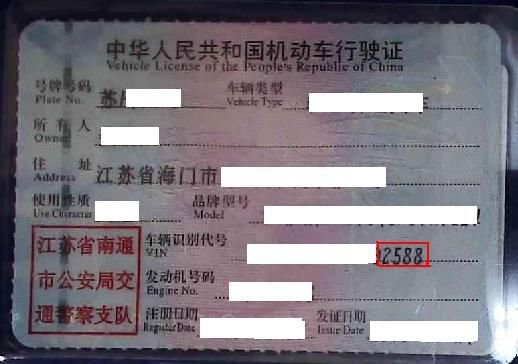 中华人民共和国机动车行驶证
Vehicle License of the People's Republic of China
号牌号码 苏 车辆类型
Plate No. Vehicle Type
所有人
Owner
住址 江苏省海门市
Address
使用性质 品牌型号
Use Character Model
车辆识别代号 2588
VIN
发动机号码
Engine No.
注册日期 发证日期
Register Date Issue Date
江苏省南通
市公安局交
通警察支队